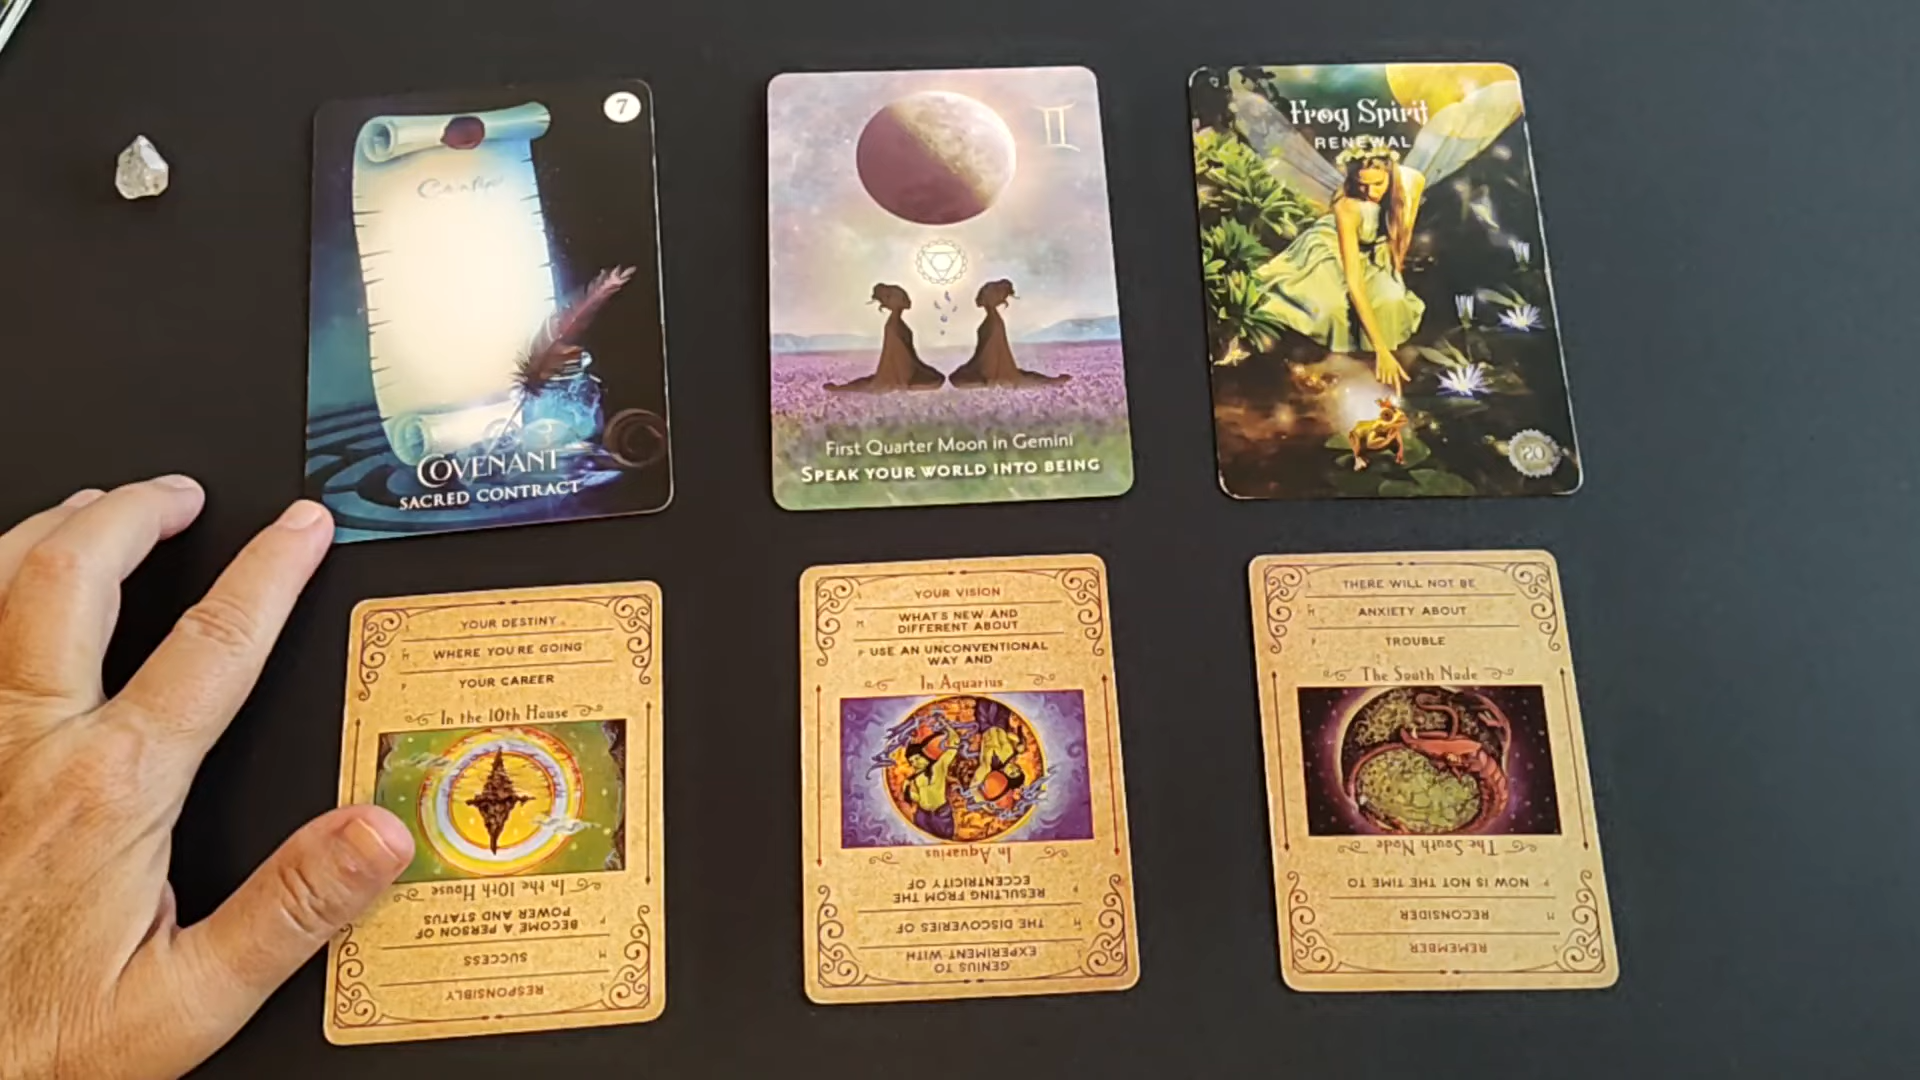 7
COVENANT
SACRED CONTRACT
First Quarter Moon in Gemini
SPEAK YOUR WORLD INTO BEING
Frog Spirit
RENEWAL
20
YOUR DESTINY
H WHERE YOU'RE GOING
P YOUR CAREER
In the 10th House
In the 10th House
P BECOME A PERSON OF
POWER AND STATUS
H SUCCESS
S RESPONSIBLY
YOUR VISION
H WHAT'S NEW AND
DIFFERENT ABOUT
P USE AN UNCONVENTIONAL
WAY AND
In Aquarius
In Aquarius
P RESULTING FROM THE
ECCENTRICITY OF
H THE DISCOVERIES OF
S GENIUS TO
EXPERIMENT WITH
S THERE WILL NOT BE
H ANXIETY ABOUT
P TROUBLE
The South Node
The South Node
P NOW IS NOT THE TIME TO
H RECONSIDER
S REMEMBER